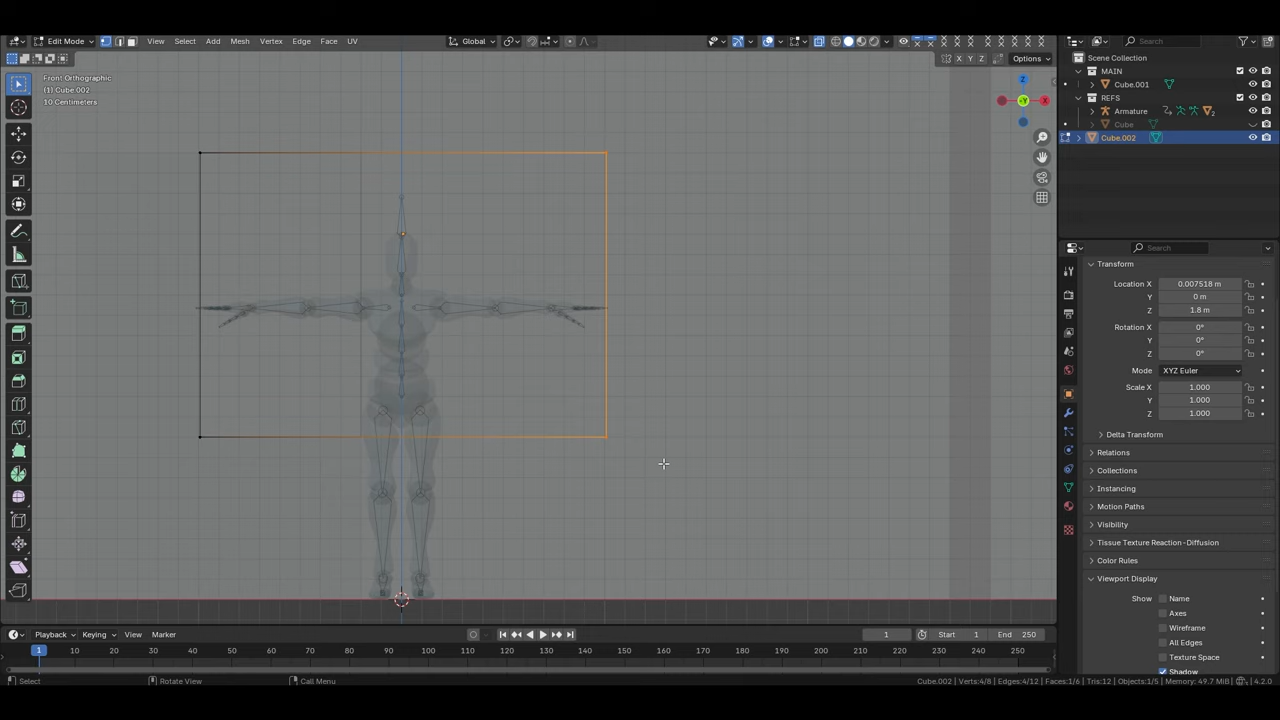 Edit Mode View Select Add Mesh Vertex Edge Face UV Global Search
Options X Y Z
Front Orthographic
(1) Cube.002
10 Centimeters
Z
-Y
X
Scene Collection
MAIN
Cube.001
REFS
Armature 2
Cube
Cube.002
Search
Transform
Location X 0.007518 m
Y 0 m
Z 1.8 m
Rotation X 0°
Y 0°
Z 0°
Mode XYZ Euler
Scale X 1.000
Y 1.000
Z 1.000
Delta Transform
Relations
Collections
Instancing
Motion Paths
Visibility
Tissue Texture Reaction-Diffusion
Color Rules
Viewport Display
Show Name
Axes
Wireframe
All Edges
Texture Space
Shadow
Playback Keying View Marker 1 Start 1 End 250
1 10 20 30 40 50 60 70 80 90 100 110 120 130 140 150 160 170 180 190 200 210 220 230 240 250
Select Rotate View Call Menu Cube.002 | Verts:4/8 | Edges:4/12 | Faces:1/6 | Tris:12 | Objects:1/5 | Memory: 49.7 MiB | 4.2.0